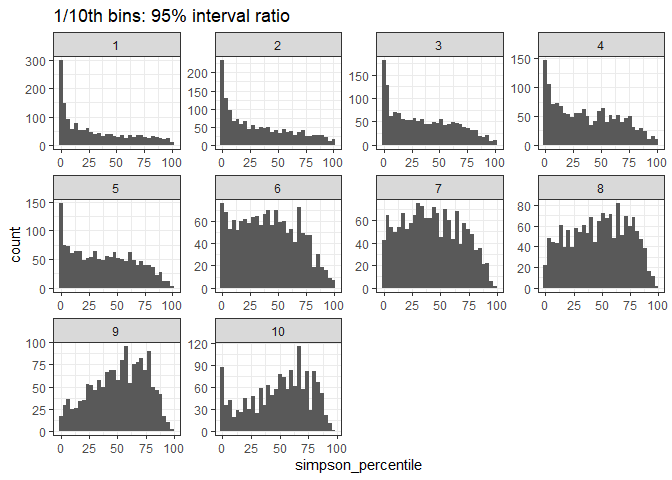 1/10th bins: 95% interval ratio
1 2 3 4
300 200 150 150
200 150 100 100
100 100 50 50
0 50 0 0
0
0 25 50 75 100 0 25 50 75 100 0 25 50 75 100 0 25 50 75 100
5 6 7 8
150 60 60 80
100 40 40 60
50 20 20 40
0 0 0 20
0
0 25 50 75 100 0 25 50 75 100 0 25 50 75 100 0 25 50 75 100
count
9 10
100 120
75 90
50 60
25 30
0 0
0 25 50 75 100 0 25 50 75 100
simpson_percentile